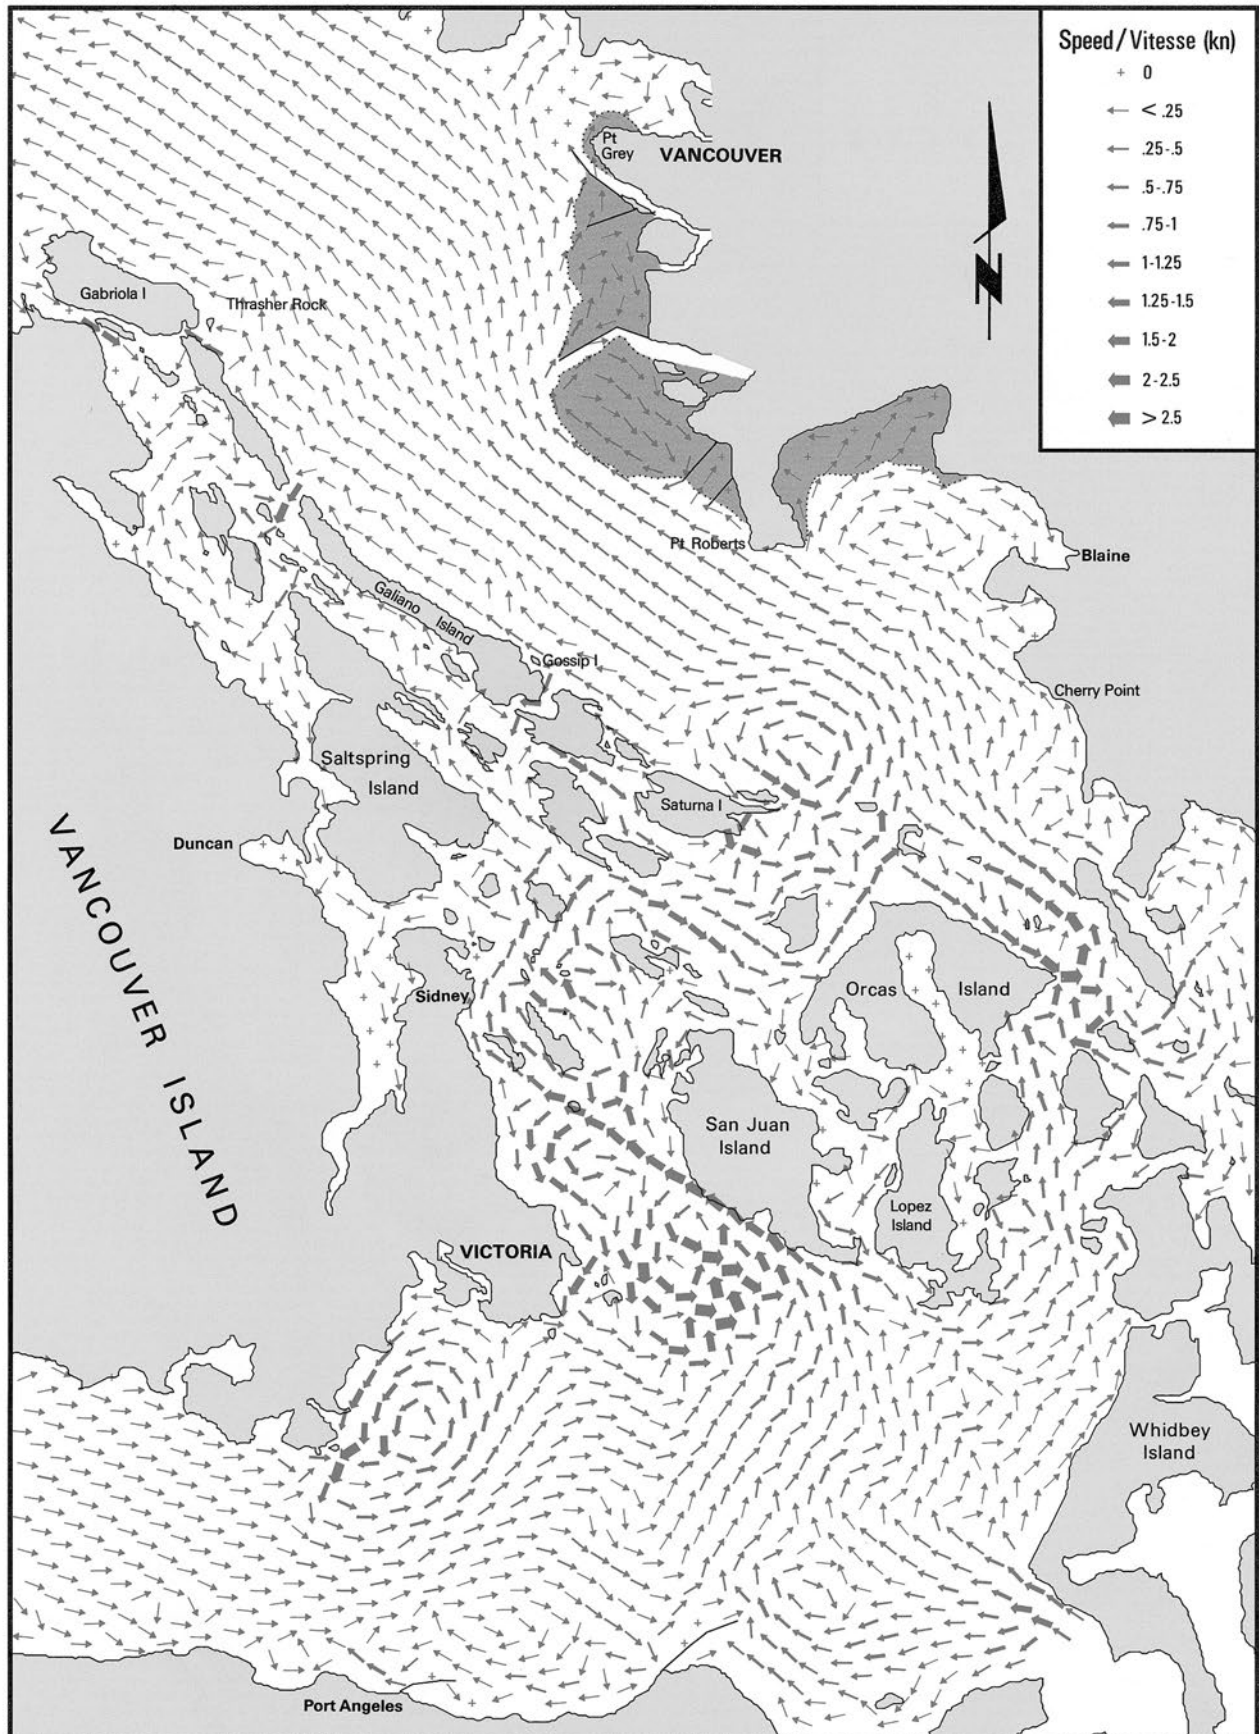 Speed/Vitesse (kn)
+ 0
< .25
.25-.5
.5-.75
.75-1
1-1.25
1.25-1.5
1.5-2
2-2.5
> 2.5
Pt
Grey
VANCOUVER
N
Gabriola I
Thrasher Rock
Pt Roberts
Blaine
Galiano
Island
Gossip I
Cherry Point
Saltspring
Island
Saturna I
Duncan
VANCOUVER ISLAND
Sidney
Orcas
Island
San Juan
Island
Lopez
Island
VICTORIA
Whidbey
Island
Port Angeles